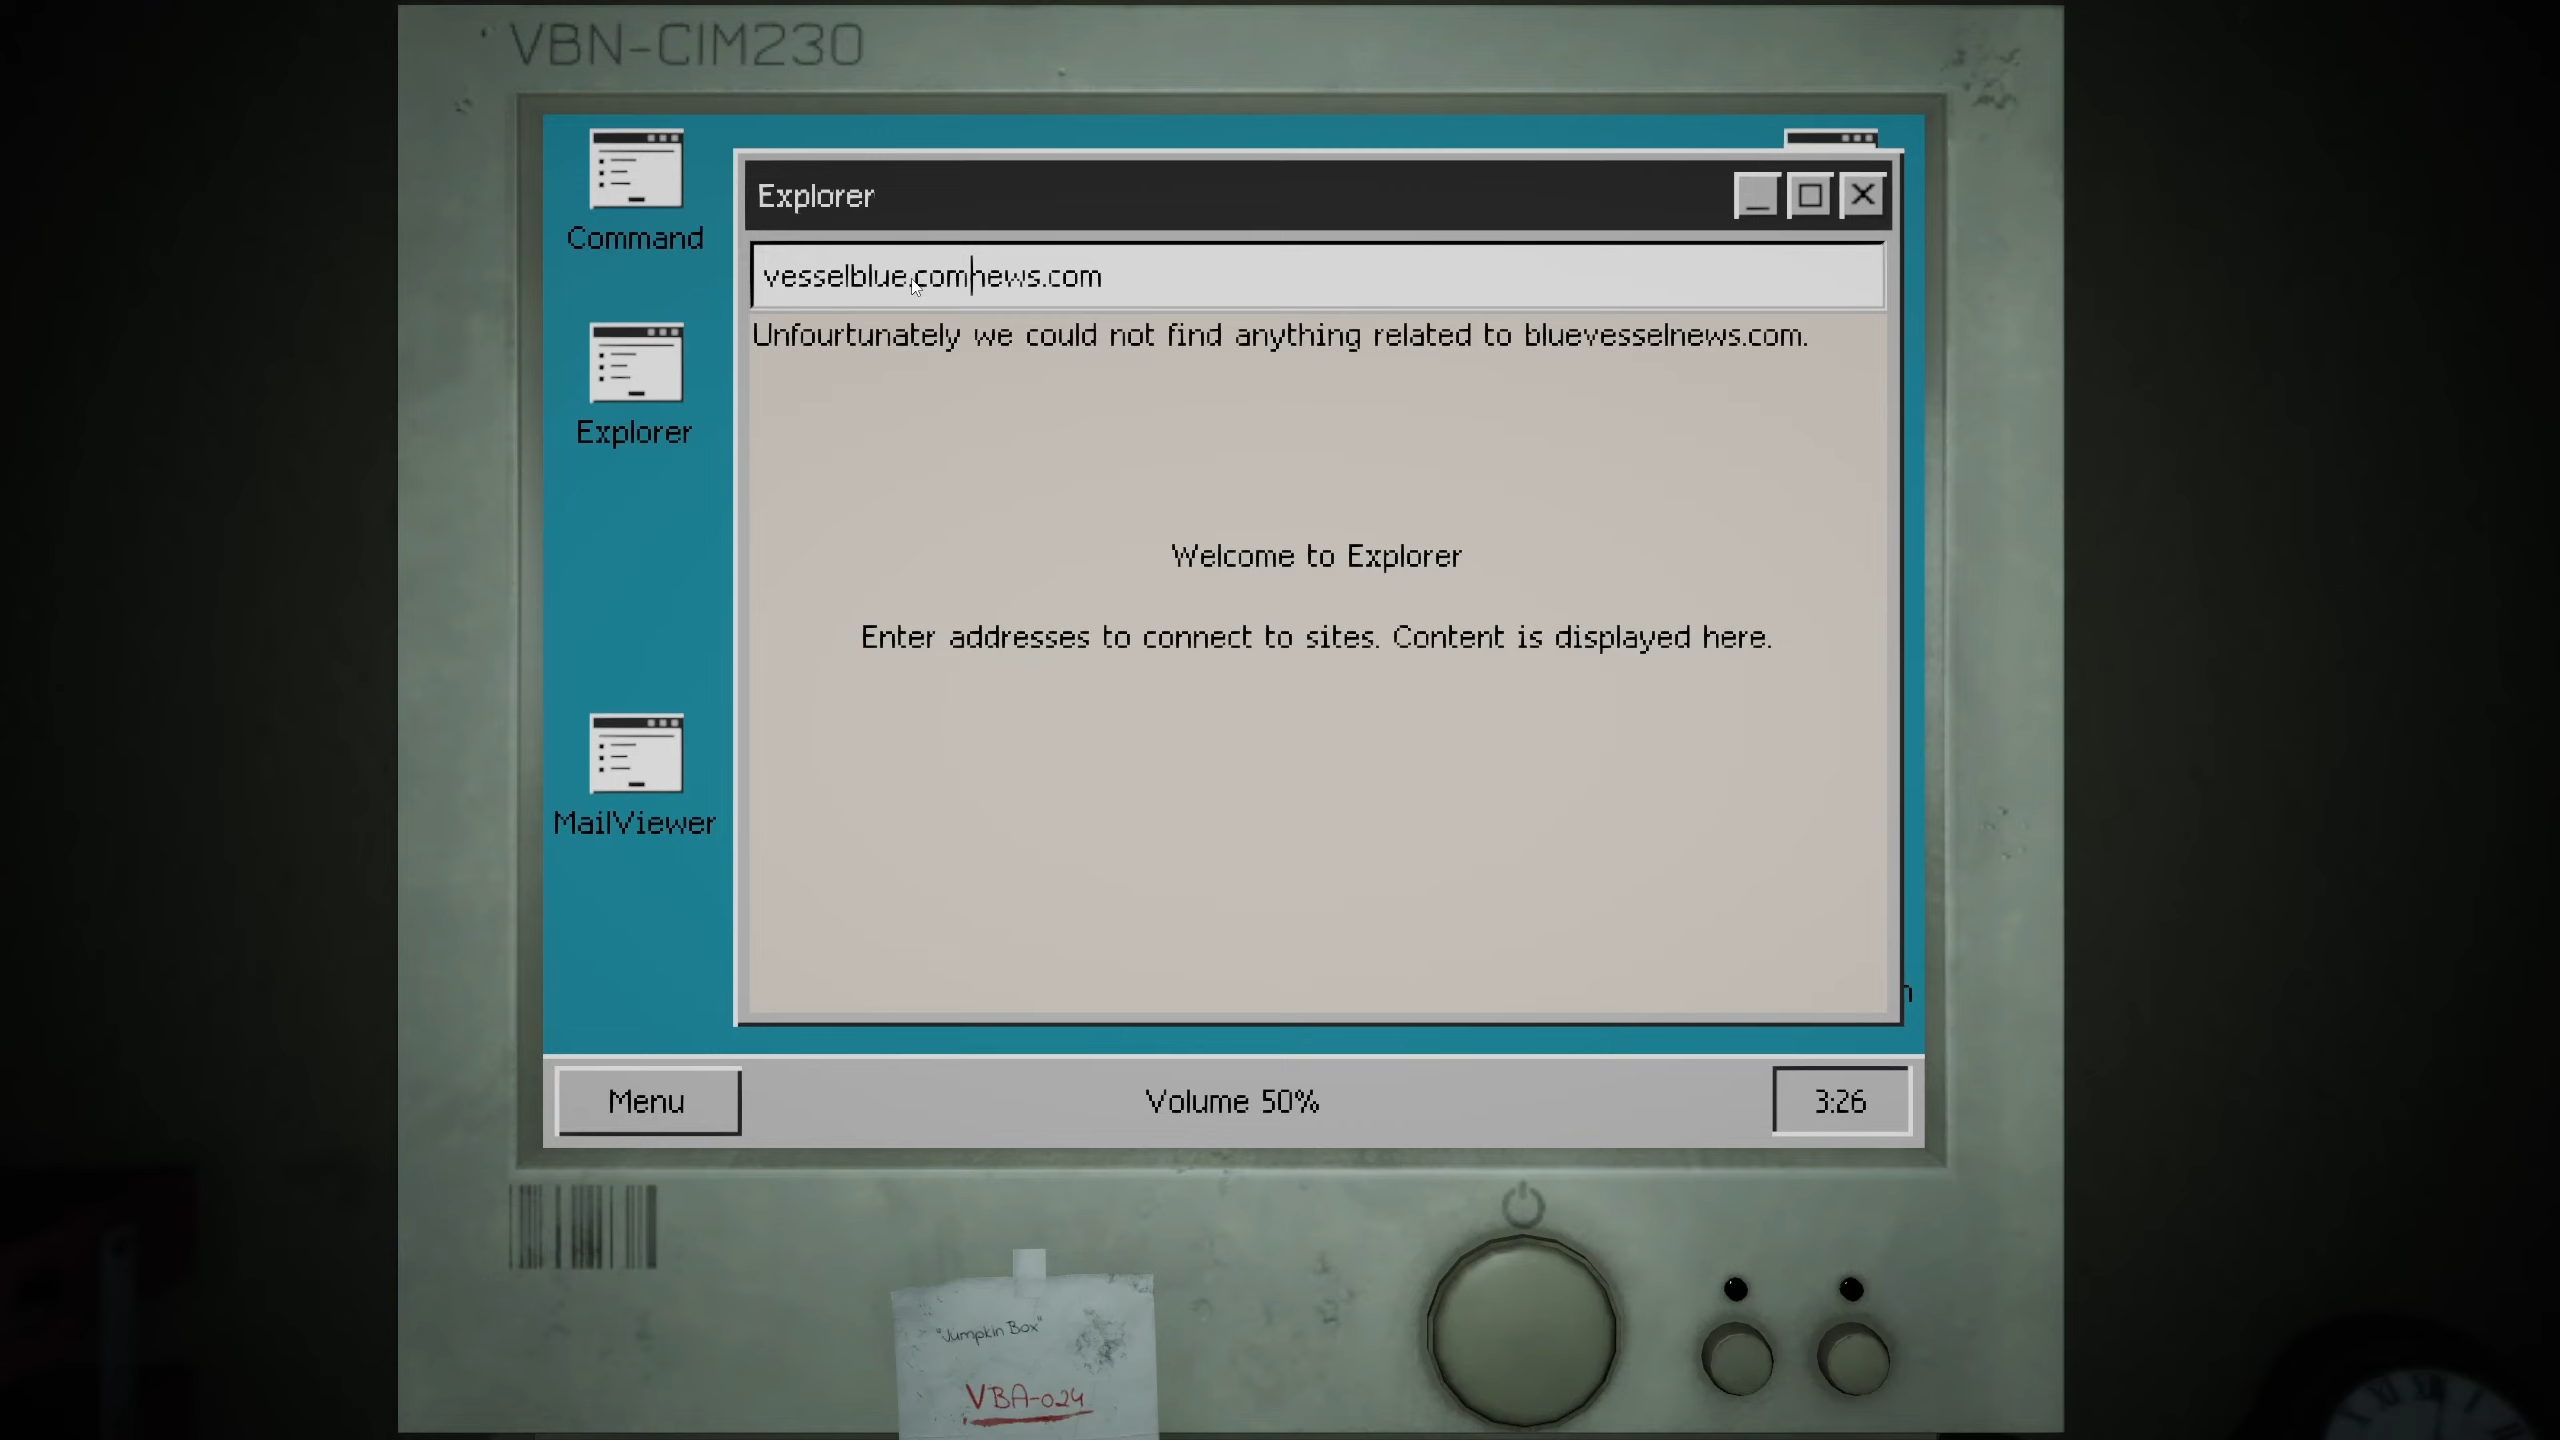 VBN-CIM230
Command
Explorer
MailViewer
Explorer
vesselblue.comnews.com
Unfourtunately we could not find anything related to bluevesselnews.com.
Welcome to Explorer
Enter addresses to connect to sites. Content is displayed here.
Menu
Volume 50%
3:26
"Jumpkin Box"
VBA-024